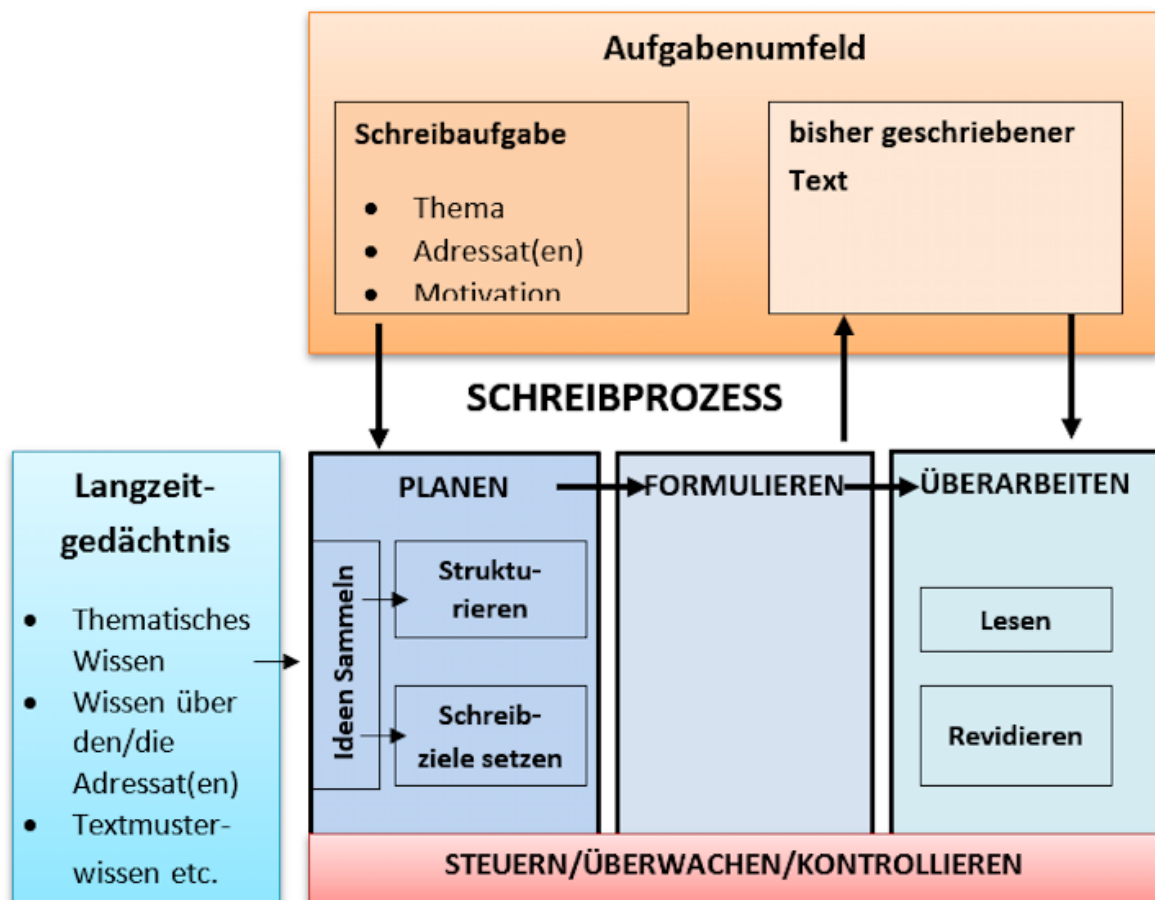 Aufgabenumfeld
Schreibaufgabe
• Thema
• Adressat(en)
• Motivation
bisher geschriebener
Text
SCHREIBPROZESS
Langzeit-
gedächtnis
• Thematisches
Wissen
• Wissen über
den/die
Adressat(en)
• Textmuster-
wissen etc.
PLANEN
Ideen Sammeln
Struktu-
rieren
Schreib-
ziele setzen
FORMULIEREN
ÜBERARBEITEN
Lesen
Revidieren
STEUERN/ÜBERWACHEN/KONTROLLIEREN